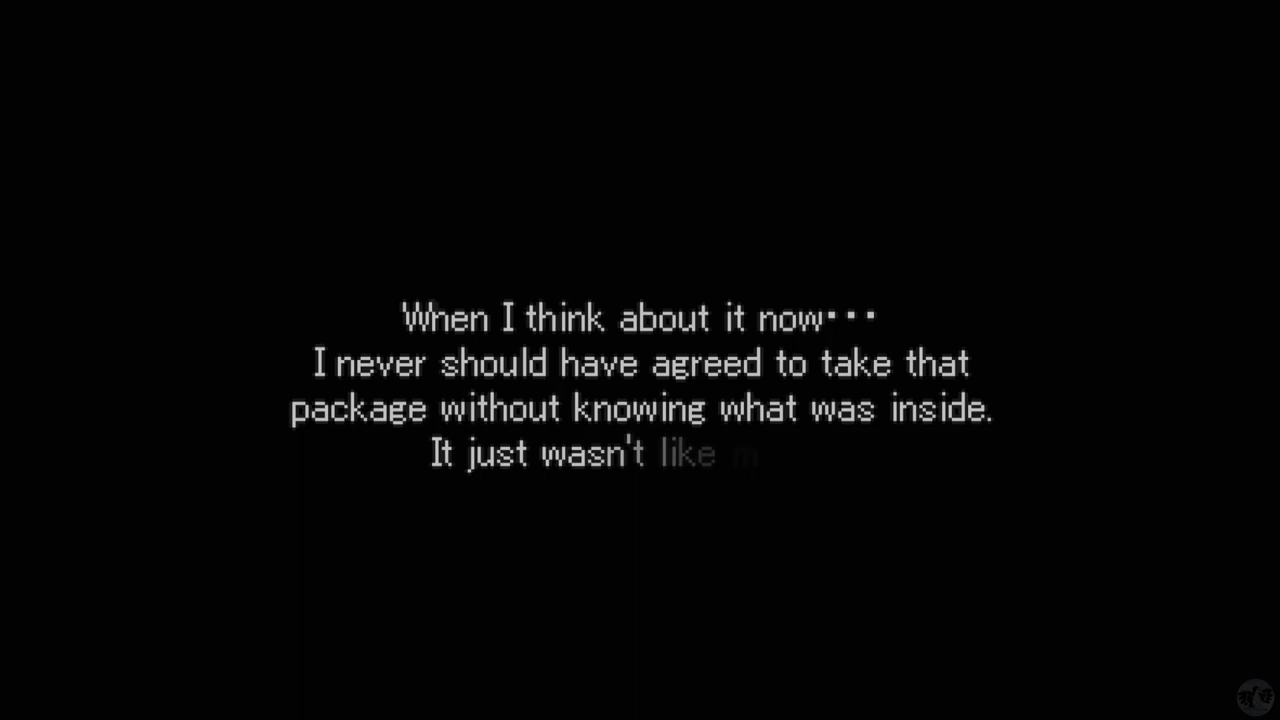 When I think about it now･･･
I never should have agreed to take that
package without knowing what was inside.
It just wasn't like m